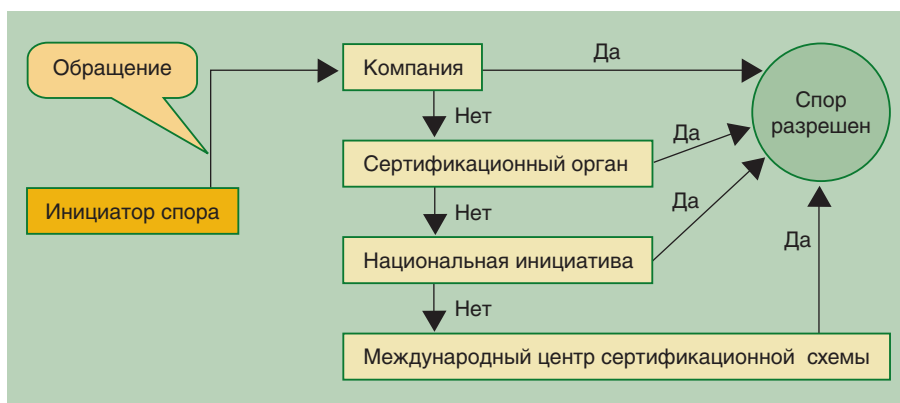 Обращение
Компания
Да
Спор
разрешен
Нет
Да
Сертификационный орган
Инициатор спора
Нет
Да
Национальная инициатива
Да
Нет
Международный центр сертификационной схемы